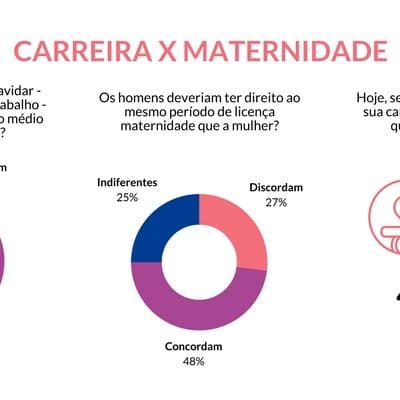 CARREIRA X MATERNIDADE
avidar -
abalho -
o médio
?
m
Os homens deveriam ter direito ao
mesmo período de licença
maternidade que a mulher?
Indiferentes
25%
Discordam
27%
Concordam
48%
Hoje, se
sua ca
q